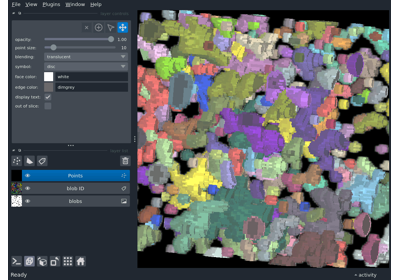 File View Plugins Window Help
opacity: 1.00
point size: 10
blending: translucent
symbol: disc
face color: white
edge color: dimgrey
display text:
out of slice:
Points
blob ID
blobs
Ready
activity